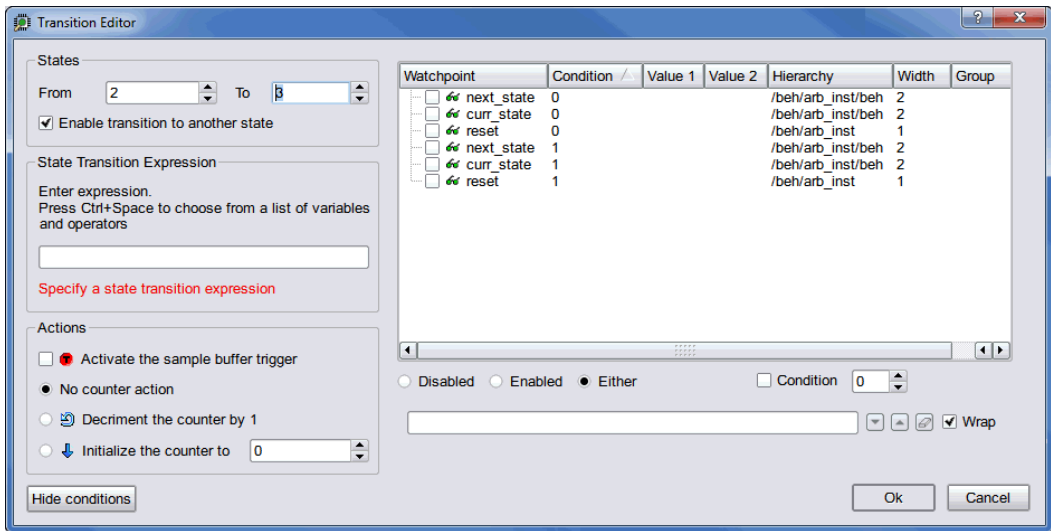 Transition Editor
States
From 2 To 3
Enable transition to another state
State Transition Expression
Enter expression.
Press Ctrl+Space to choose from a list of variables
and operators
Specify a state transition expression
Actions
Activate the sample buffer trigger
No counter action
Decriment the counter by 1
Initialize the counter to 0
Hide conditions
Watchpoint Condition Value 1 Value 2 Hierarchy Width Group
next_state 0 /beh/arb_inst/beh 2
curr_state 0 /beh/arb_inst/beh 2
reset 0 /beh/arb_inst 1
next_state 1 /beh/arb_inst/beh 2
curr_state 1 /beh/arb_inst/beh 2
reset 1 /beh/arb_inst 1
Disabled Enabled Either Condition 0
Wrap
Ok Cancel